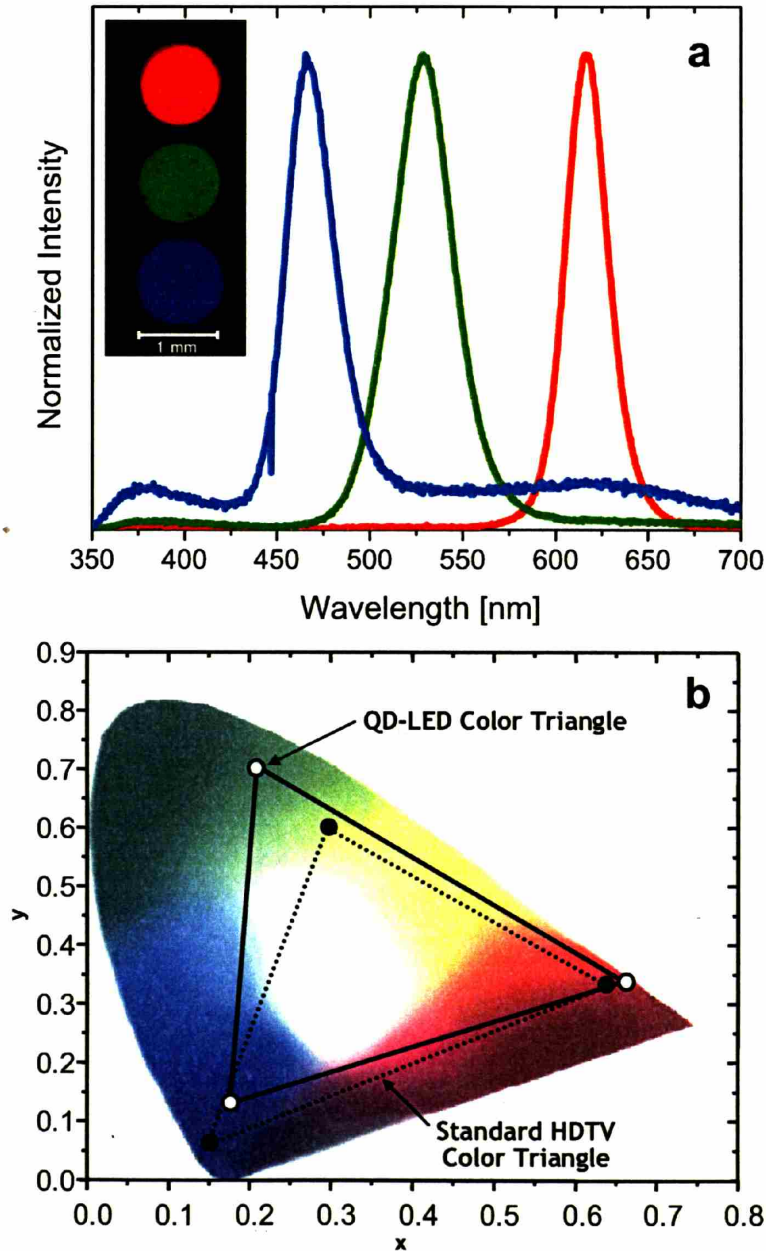 a
Normalized Intensity
1 mm
350 400 450 500 550 600 650 700
Wavelength [nm]
b
0.9
0.8
0.7
0.6
0.5
0.4
0.3
0.2
0.1
0.0
y
QD-LED Color Triangle
Standard HDTV
Color Triangle
0.0 0.1 0.2 0.3 0.4 0.5 0.6 0.7 0.8
x